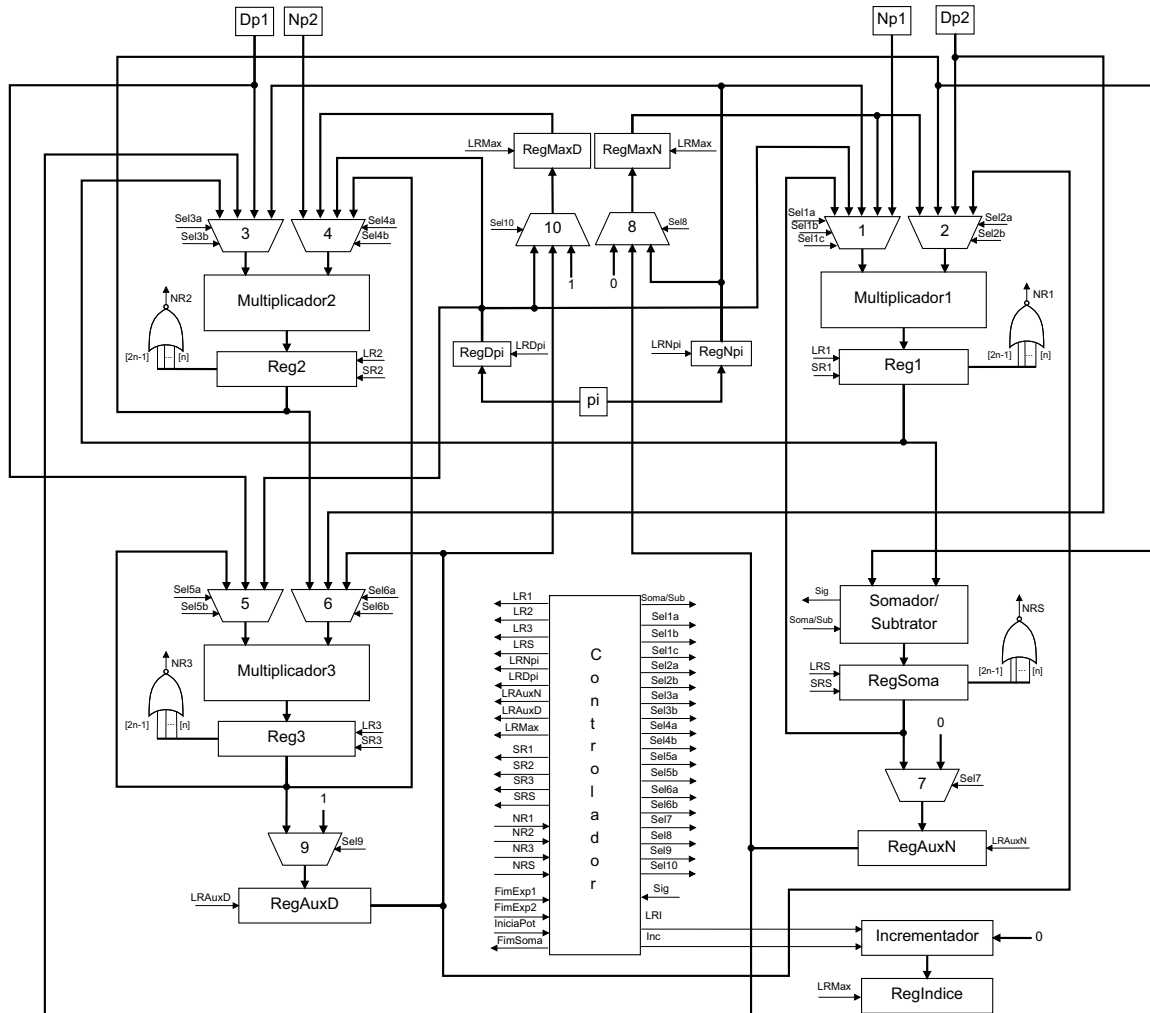 Dp1 Np2 Np1 Dp2
LRMax RegMaxD RegMaxN LRMax
Sel3a Sel3b 3 4 Sel4a Sel4b
Sel10 10 8 Sel8
Sel1a Sel1b Sel1c 1 2 Sel2a Sel2b
1 0
NR2 Multiplicador2
[2n-1] ... [n]
Reg2 LR2 SR2
RegDpi LRDpi
LRNpi RegNpi
pi
Multiplicador1 NR1
[2n-1] ... [n]
LR1 SR1 Reg1
Sel5a Sel5b 5 6 Sel6a Sel6b
NR3 Multiplicador3
[2n-1] ... [n]
Reg3 LR3 SR3
1
9 Sel9
LRAuxD RegAuxD
LR1
LR2
LR3
LRS
LRNpi
LRDpi
LRAuxN
LRAuxD
LRMax
SR1
SR2
SR3
SRS
NR1
NR2
NR3
NRS
FimExp1
FimExp2
IniciaPot
FimSoma
Controlador
Soma/Sub
Sel1a
Sel1b
Sel1c
Sel2a
Sel2b
Sel3a
Sel3b
Sel4a
Sel4b
Sel5a
Sel5b
Sel6a
Sel6b
Sel7
Sel8
Sel9
Sel10
Sig
LRI
Inc
Sig
Soma/Sub
Somador/
Subtrator
NRS
[2n-1] ... [n]
LRS SRS RegSoma
0
7 Sel7
RegAuxN LRAuxN
Incrementador 0
LRMax RegIndice